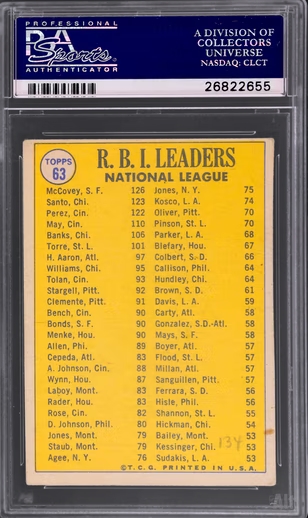 PROFESSIONAL
PSA
Sports
AUTHENTICATOR
A DIVISION OF
COLLECTORS
UNIVERSE
NASDAQ: CLCT
26822655
TOPPS
63
R. B. I. LEADERS
NATIONAL LEAGUE
McCovey, S. F. 126 Jones, N. Y. 75
Santo, Chi. 123 Kosco, L. A. 74
Perez, Cin. 122 Oliver, Pitt. 70
May, Cin. 110 Pinson, St. L. 70
Banks, Chi. 106 Parker, L. A. 68
Torre, St. L. 101 Blefary, Hou. 67
H. Aaron, Atl. 97 Colbert, S.-D. 66
Williams, Chi. 95 Callison, Phil. 64
Tolan, Cin. 93 Hundley, Chi. 64
Stargell, Pitt. 92 Brown, S. D. 61
Clemente, Pitt. 91 Davis, L. A. 59
Bench, Cin. 90 Carty, Atl. 58
Bonds, S. F. 90 Gonzalez, S.D.-Atl. 58
Menke, Hou. 90 Mays, S. F. 58
Allen, Phil. 89 Boyer, Atl. 57
Cepeda, Atl. 83 Flood, St. L. 57
A. Johnson, Cin. 88 Millan, Atl. 57
Wynn, Hou. 87 Sanguillen, Pitt. 57
Laboy, Mont. 83 Ferrara, S. D. 56
Rader, Hou. 83 Hisle, Phil. 56
Rose, Cin. 82 Shannon, St. L. 55
D. Johnson, Phil. 80 Hickman, Chi. 54
Jones, Mont. 79 Bailey, Mont. 53
Staub, Mont. 79 Kessinger, Chi. 53
Agee, N. Y. 76 Sudakis, L. A. 53
134
© T. C. G. PRINTED IN U. S. A.